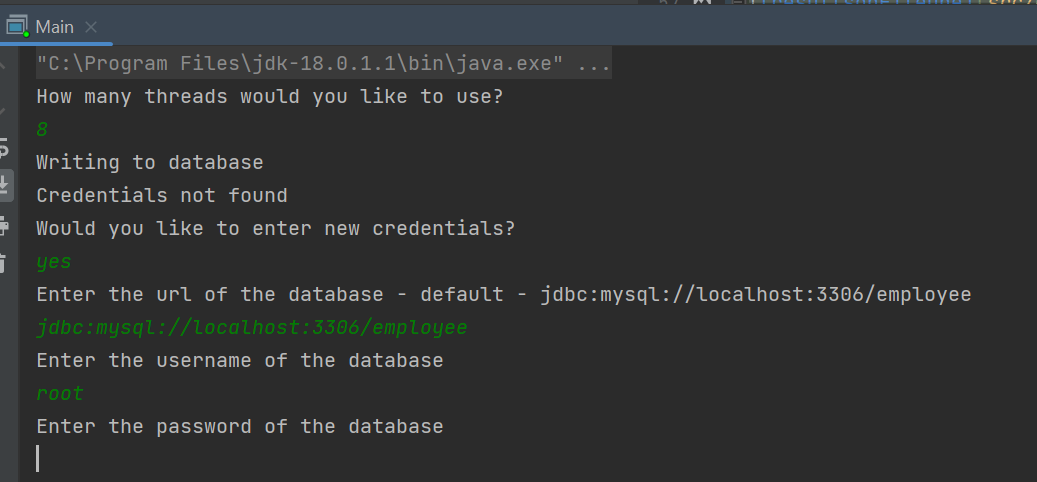 Main
"C:\Program Files\jdk-18.0.1.1\bin\java.exe" ...
How many threads would you like to use?
8
Writing to database
Credentials not found
Would you like to enter new credentials?
yes
Enter the url of the database - default - jdbc:mysql://localhost:3306/employee
jdbc:mysql://localhost:3306/employee
Enter the username of the database
root
Enter the password of the database